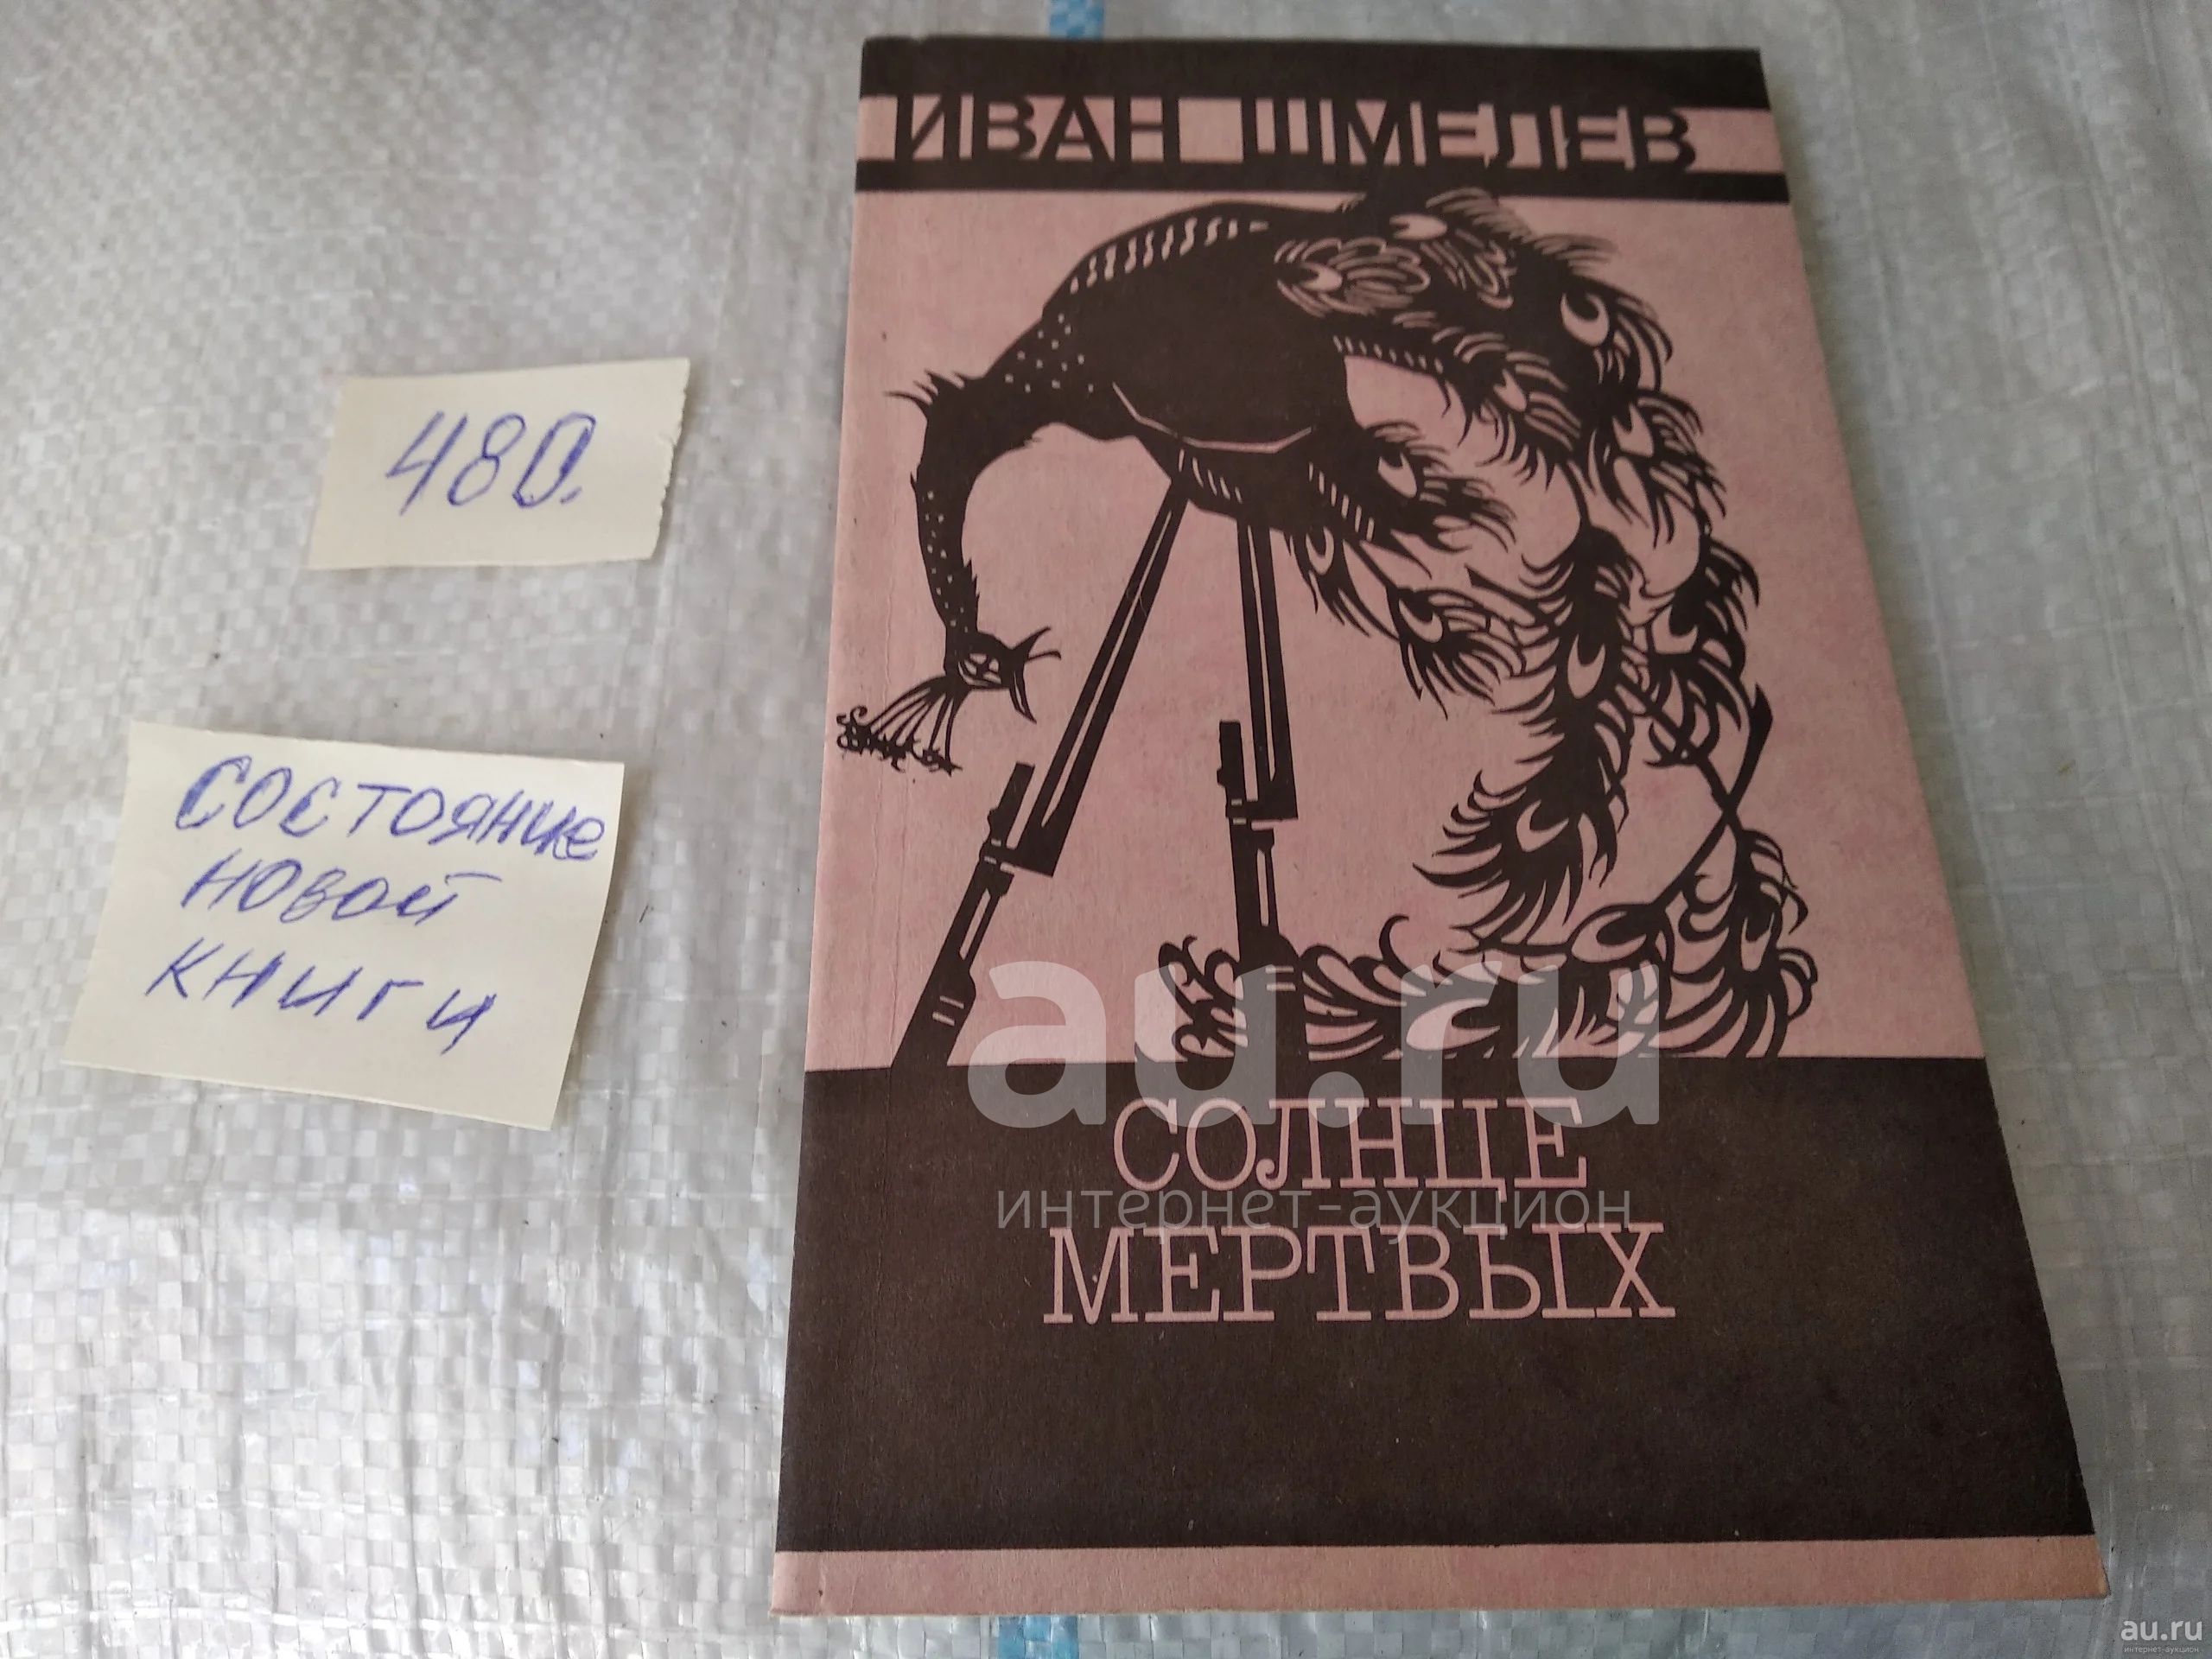 ИВАН ШМЕЛЕВ
480.
СОСТОЯНИЕ
НОВОЙ
КНИГИ
au.ru
СОЛНЦЕ
интернет-аукцион
МЕРТВЫХ
au.ru
интернет-аукцион